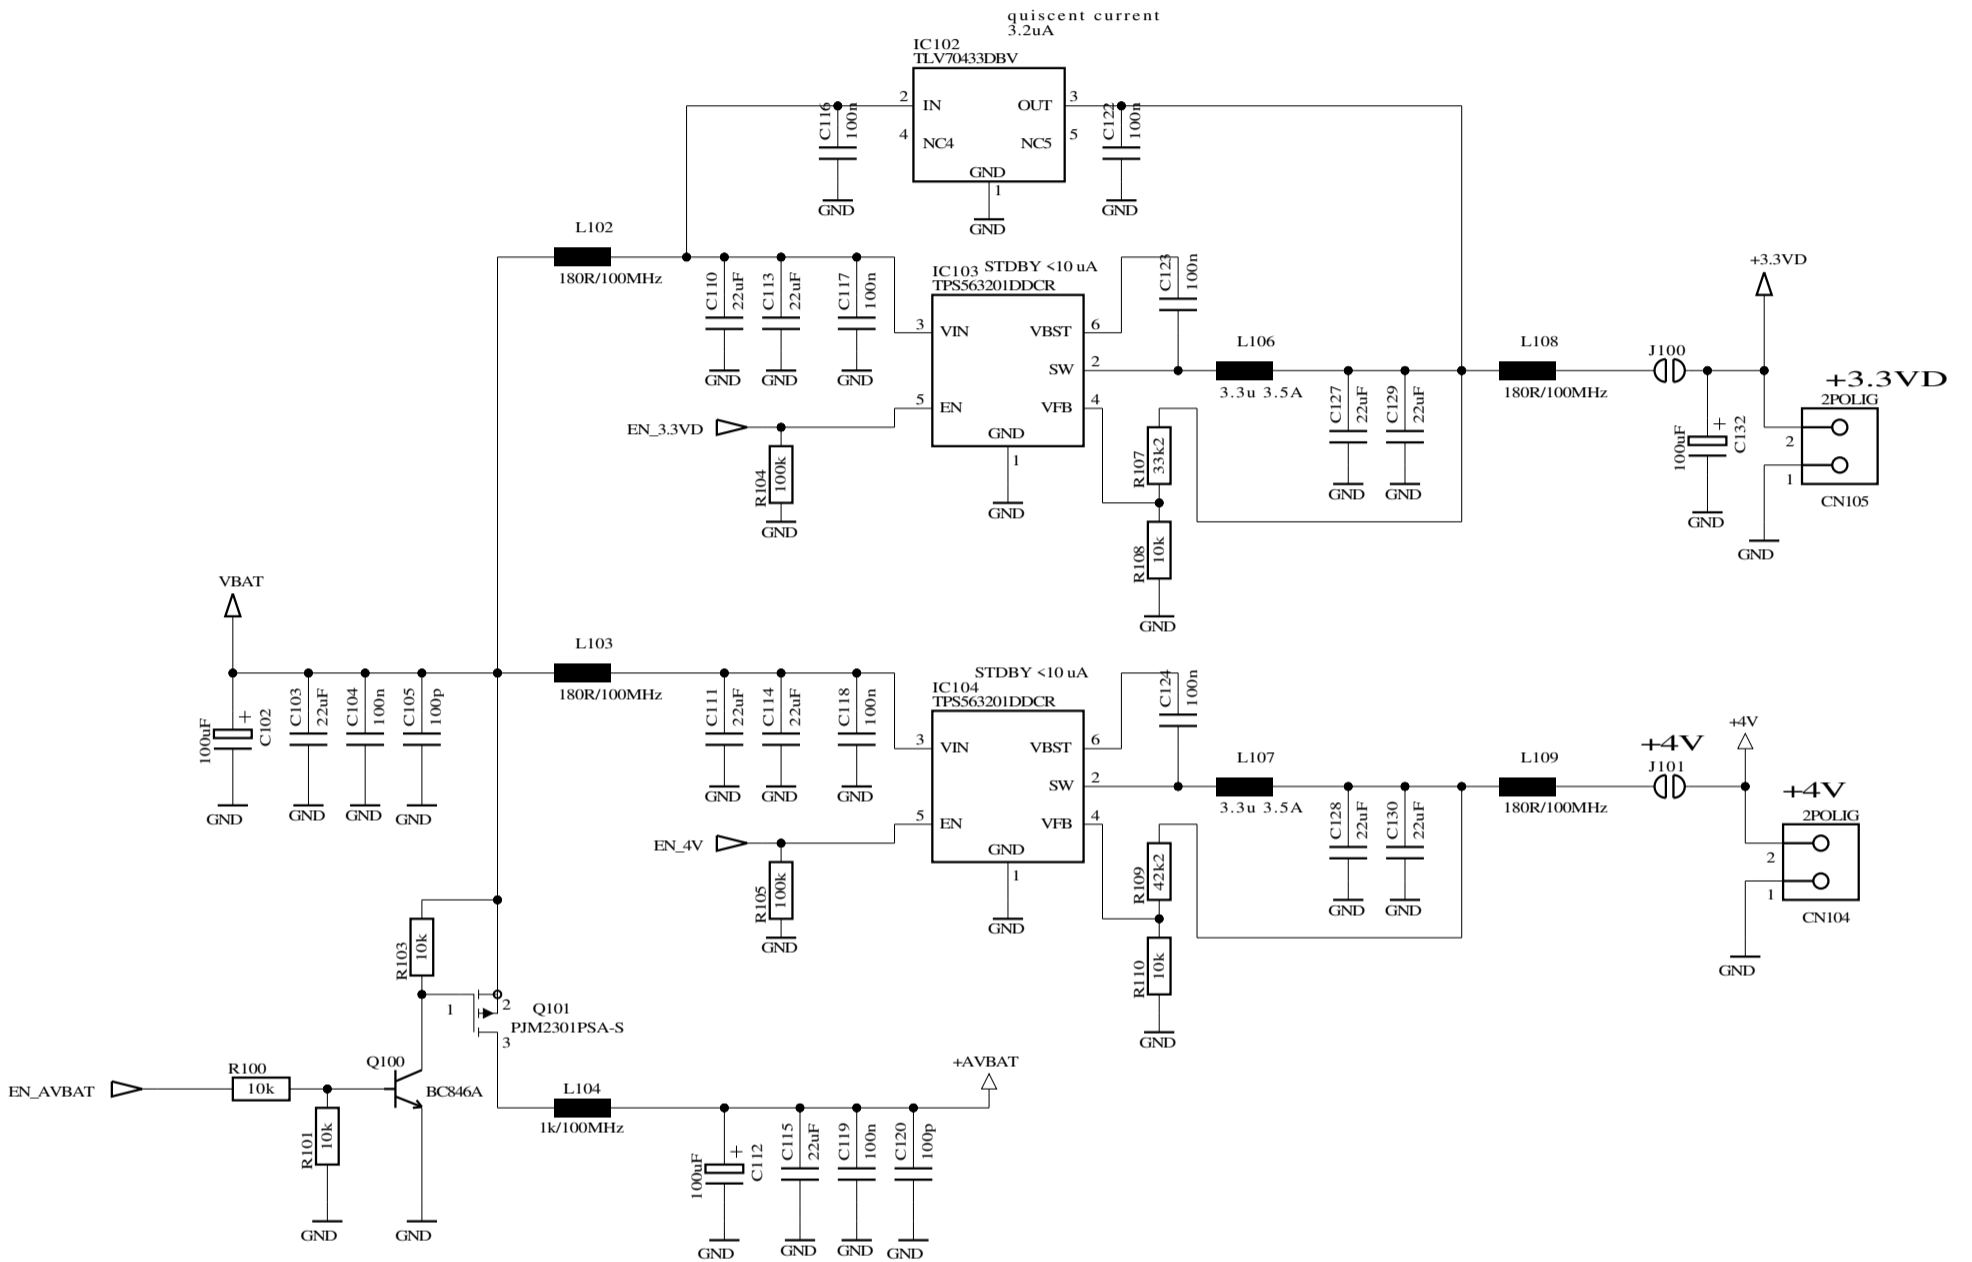 quiscent current
3.2uA
IC102
TLV70433DBV
2
IN
OUT
3
4
NC4
NC5
5
GND
1
GND
C116
100n
GND
C122
100n
GND
L102
180R/100MHz
C110
22uF
GND
C113
22uF
GND
C117
100n
GND
IC103
STDBY <10 uA
TPS563201DDCR
3
VIN
VBST
6
SW
2
5
EN
VFB
4
GND
1
GND
C123
100n
EN_3.3VD
R104
100k
GND
L106
3.3u 3.5A
R107
33k2
R108
10k
GND
C127
22uF
GND
C129
22uF
GND
L108
180R/100MHz
J100
+3.3VD
+3.3VD
2POLIG
100uF
+
C132
GND
2
1
CN105
GND
VBAT
100uF
+
C102
GND
C103
22uF
GND
C104
100n
GND
C105
100p
GND
L103
180R/100MHz
C111
22uF
GND
C114
22uF
GND
C118
100n
GND
STDBY <10 uA
IC104
TPS563201DDCR
3
VIN
VBST
6
SW
2
5
EN
VFB
4
GND
1
GND
C124
100n
EN_4V
R105
100k
GND
L107
3.3u 3.5A
R109
42k2
R110
10k
GND
C128
22uF
GND
C130
22uF
GND
L109
180R/100MHz
+4V
J101
+4V
+4V
2POLIG
2
1
CN104
GND
R103
10k
1
2
3
Q101
PJM2301PSA-S
EN_AVBAT
R100
10k
R101
10k
GND
Q100
BC846A
GND
L104
1k/100MHz
+AVBAT
100uF
+
C112
GND
C115
22uF
GND
C119
100n
GND
C120
100p
GND